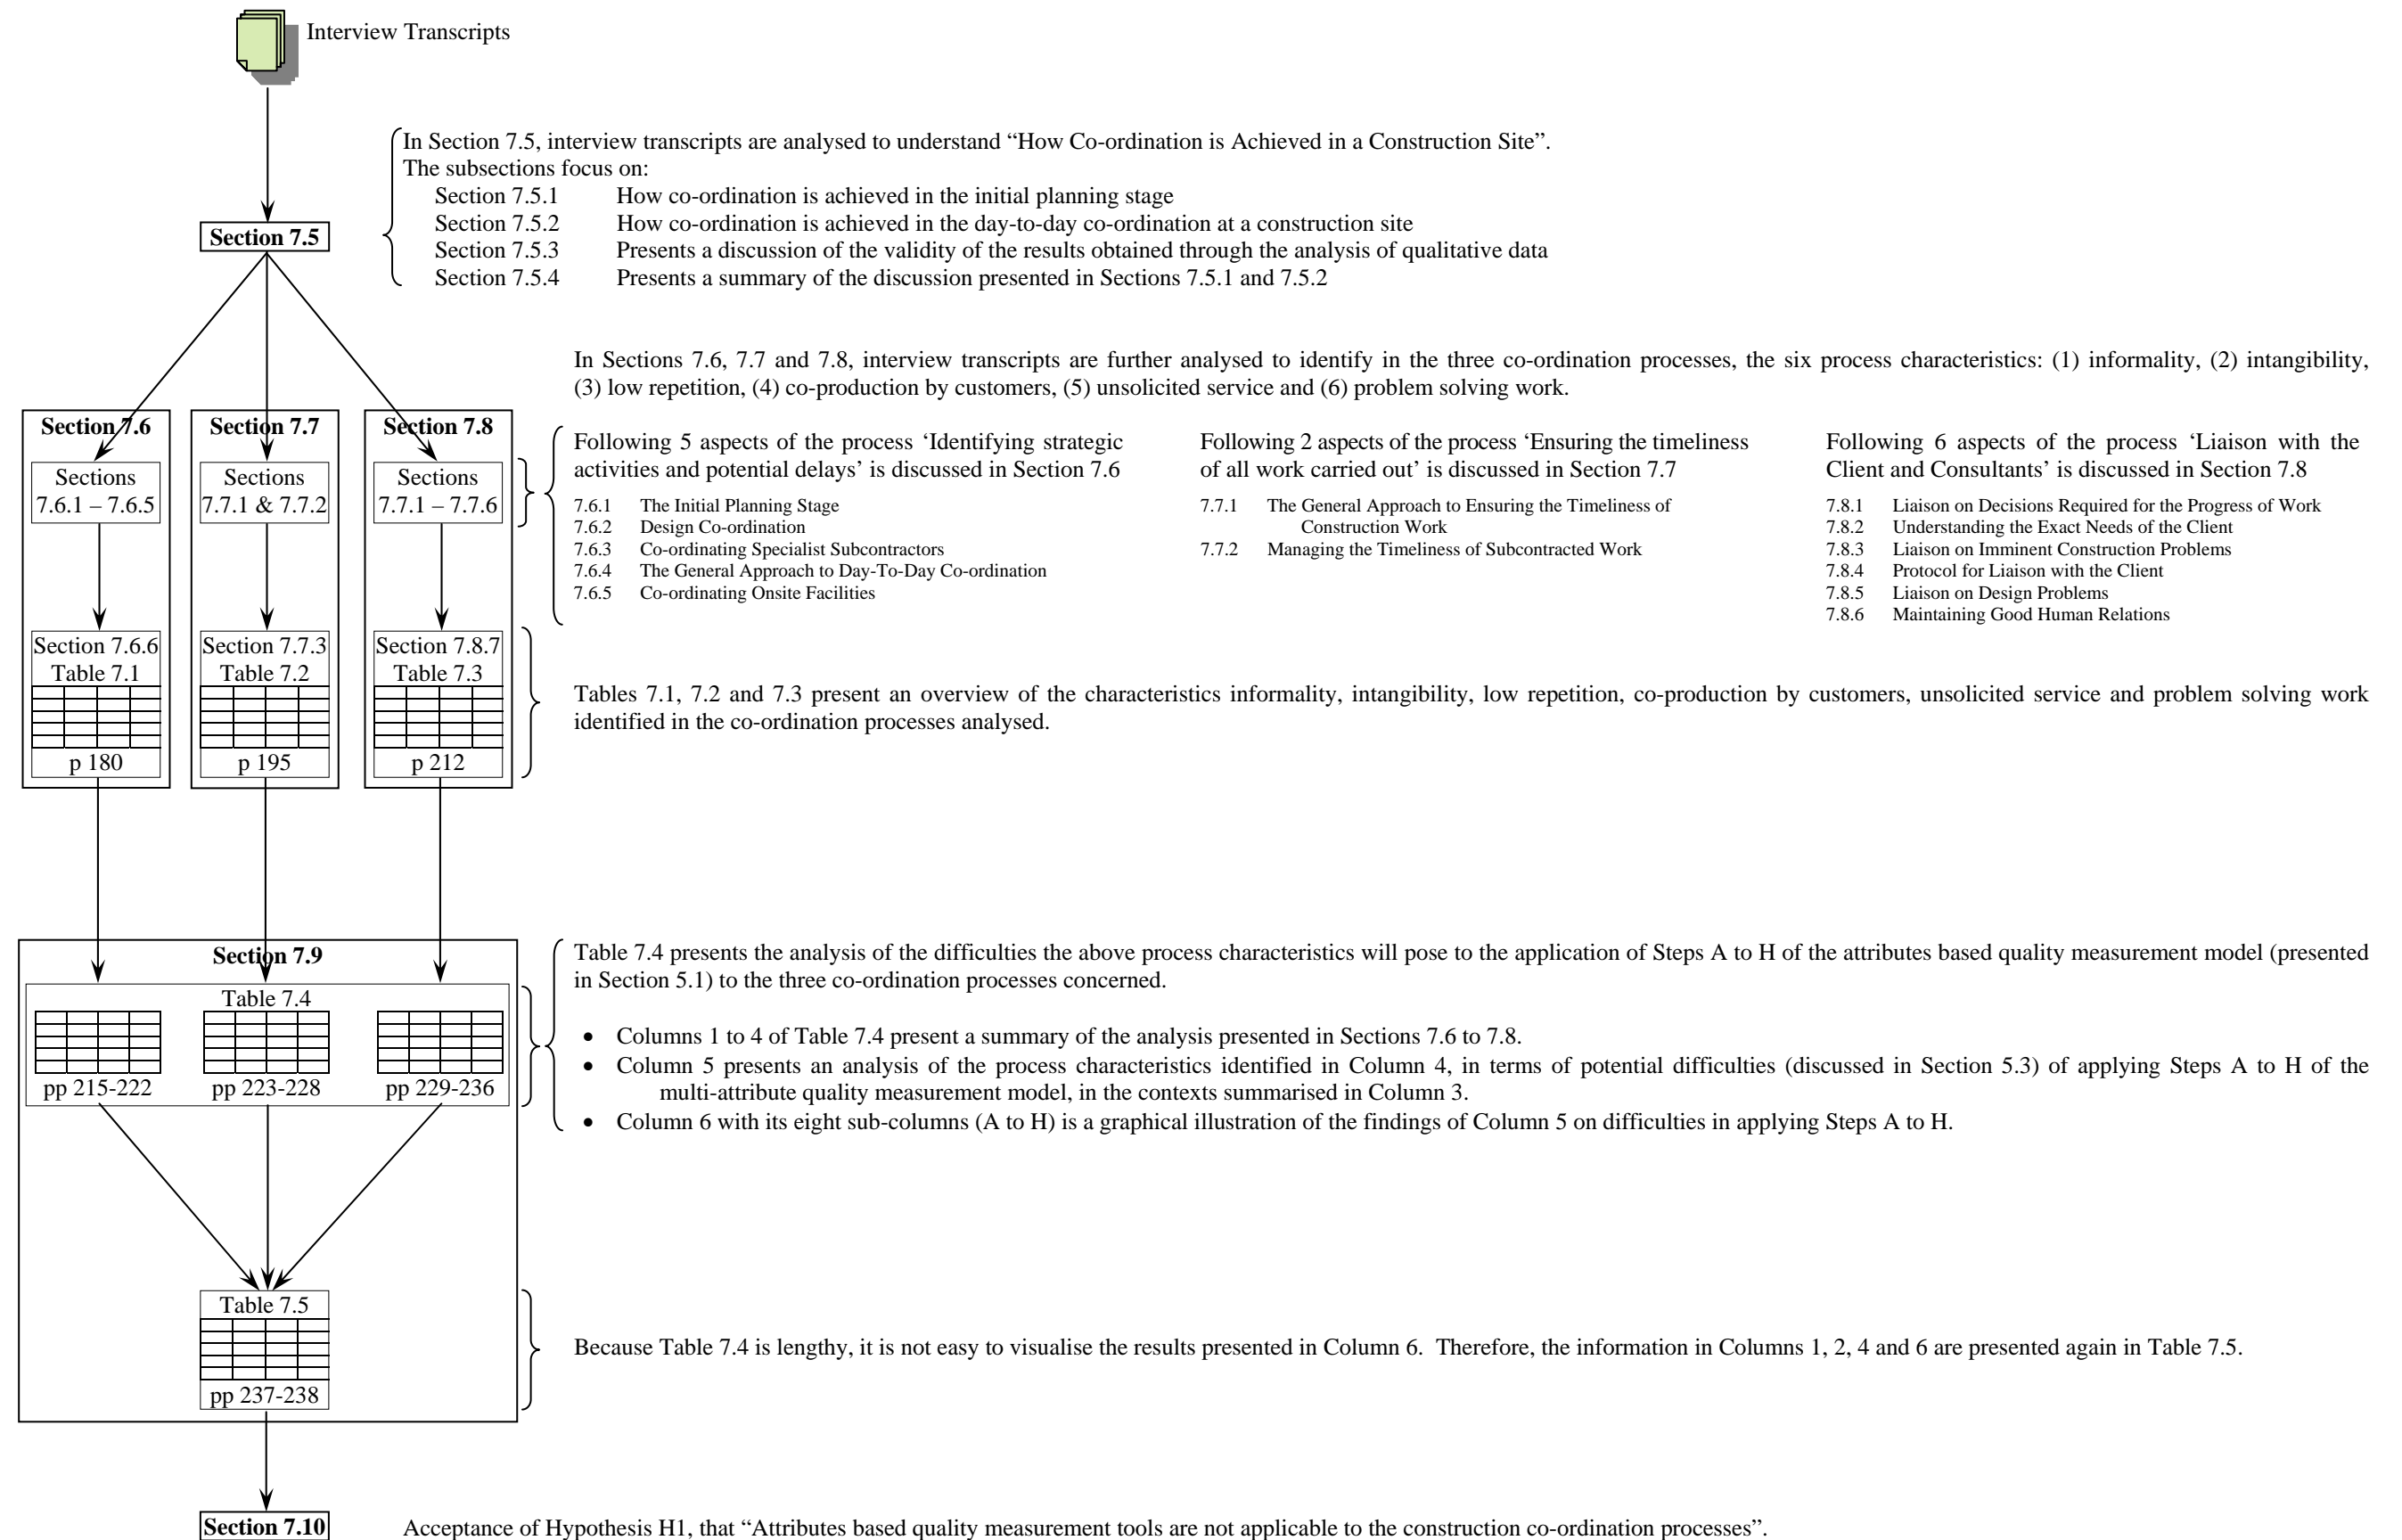 Interview Transcripts
In Section 7.5, interview transcripts are analysed to understand “How Co-ordination is Achieved in a Construction Site”.
The subsections focus on:
Section 7.5.1 How co-ordination is achieved in the initial planning stage
Section 7.5.2 How co-ordination is achieved in the day-to-day co-ordination at a construction site
Section 7.5.3 Presents a discussion of the validity of the results obtained through the analysis of qualitative data
Section 7.5.4 Presents a summary of the discussion presented in Sections 7.5.1 and 7.5.2
Section 7.5
In Sections 7.6, 7.7 and 7.8, interview transcripts are further analysed to identify in the three co-ordination processes, the six process characteristics: (1) informality, (2) intangibility,
(3) low repetition, (4) co-production by customers, (5) unsolicited service and (6) problem solving work.
Section 7.6
Sections
7.6.1 – 7.6.5
Section 7.6.6
Table 7.1
p 180
Section 7.7
Sections
7.7.1 & 7.7.2
Section 7.7.3
Table 7.2
p 195
Section 7.8
Sections
7.7.1 – 7.7.6
Section 7.8.7
Table 7.3
p 212
Following 5 aspects of the process ‘Identifying strategic
activities and potential delays’ is discussed in Section 7.6
7.6.1 The Initial Planning Stage
7.6.2 Design Co-ordination
7.6.3 Co-ordinating Specialist Subcontractors
7.6.4 The General Approach to Day-To-Day Co-ordination
7.6.5 Co-ordinating Onsite Facilities
Following 2 aspects of the process ‘Ensuring the timeliness
of all work carried out’ is discussed in Section 7.7
7.7.1 The General Approach to Ensuring the Timeliness of
Construction Work
7.7.2 Managing the Timeliness of Subcontracted Work
Following 6 aspects of the process ‘Liaison with the
Client and Consultants’ is discussed in Section 7.8
7.8.1 Liaison on Decisions Required for the Progress of Work
7.8.2 Understanding the Exact Needs of the Client
7.8.3 Liaison on Imminent Construction Problems
7.8.4 Protocol for Liaison with the Client
7.8.5 Liaison on Design Problems
7.8.6 Maintaining Good Human Relations
Tables 7.1, 7.2 and 7.3 present an overview of the characteristics informality, intangibility, low repetition, co-production by customers, unsolicited service and problem solving work
identified in the co-ordination processes analysed.
Section 7.9
Table 7.4
pp 215-222
pp 223-228
pp 229-236
Table 7.4 presents the analysis of the difficulties the above process characteristics will pose to the application of Steps A to H of the attributes based quality measurement model (presented
in Section 5.1) to the three co-ordination processes concerned.
• Columns 1 to 4 of Table 7.4 present a summary of the analysis presented in Sections 7.6 to 7.8.
• Column 5 presents an analysis of the process characteristics identified in Column 4, in terms of potential difficulties (discussed in Section 5.3) of applying Steps A to H of the
multi-attribute quality measurement model, in the contexts summarised in Column 3.
• Column 6 with its eight sub-columns (A to H) is a graphical illustration of the findings of Column 5 on difficulties in applying Steps A to H.
Table 7.5
pp 237-238
Because Table 7.4 is lengthy, it is not easy to visualise the results presented in Column 6. Therefore, the information in Columns 1, 2, 4 and 6 are presented again in Table 7.5.
Section 7.10
Acceptance of Hypothesis H1, that “Attributes based quality measurement tools are not applicable to the construction co-ordination processes”.